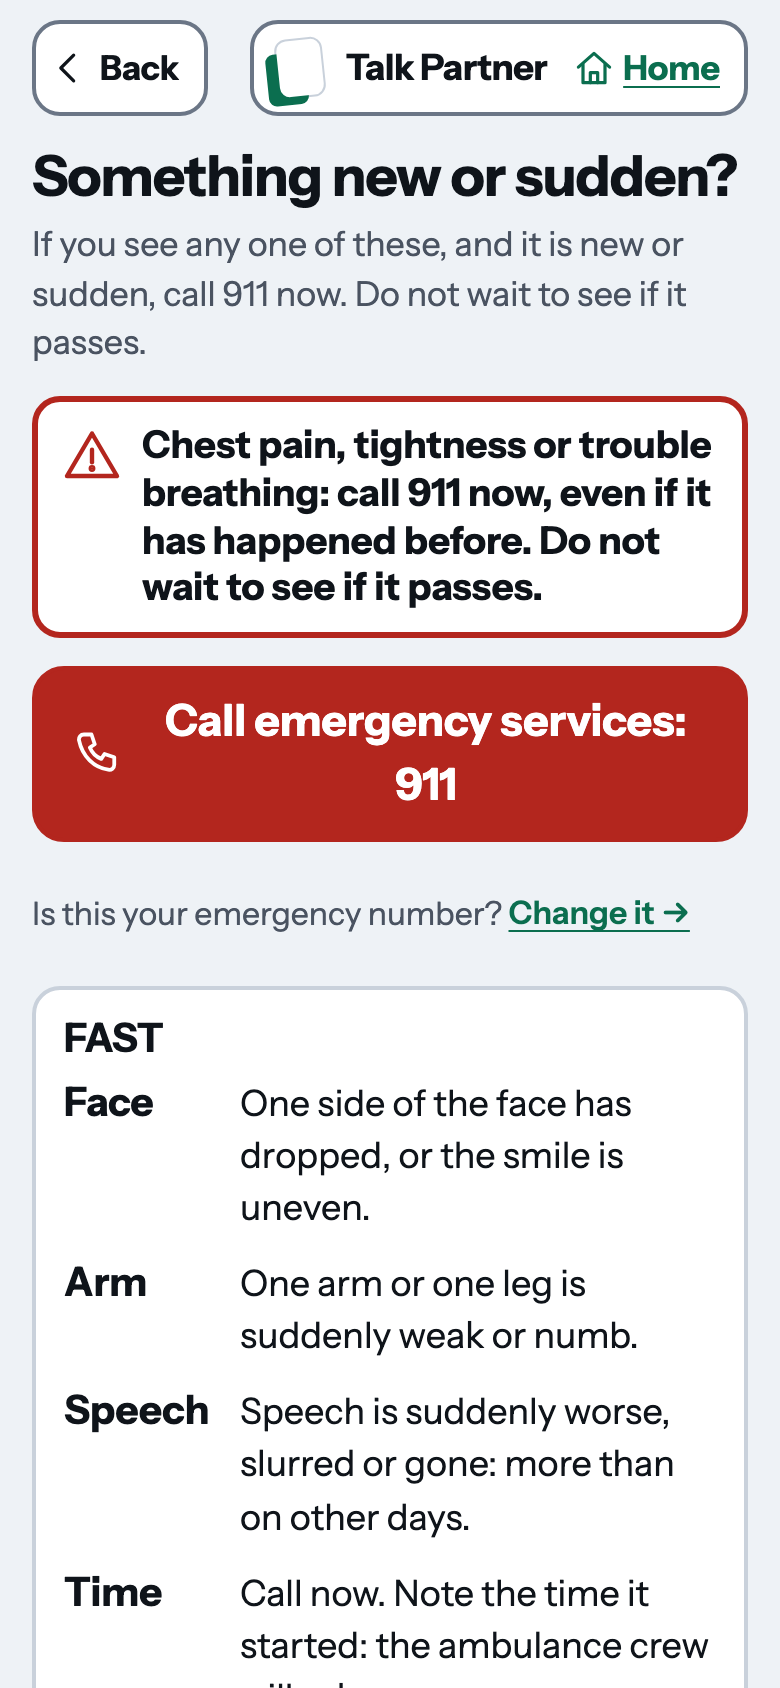 Back
Talk Partner
Home
Something new or sudden?
If you see any one of these, and it is new or
sudden, call 911 now. Do not wait to see if it
passes.
Chest pain, tightness or trouble
breathing: call 911 now, even if it
has happened before. Do not
wait to see if it passes.
Call emergency services:
911
Is this your emergency number? Change it →
FAST
Face One side of the face has
dropped, or the smile is
uneven.
Arm One arm or one leg is
suddenly weak or numb.
Speech Speech is suddenly worse,
slurred or gone: more than
on other days.
Time Call now. Note the time it
started: the ambulance crew